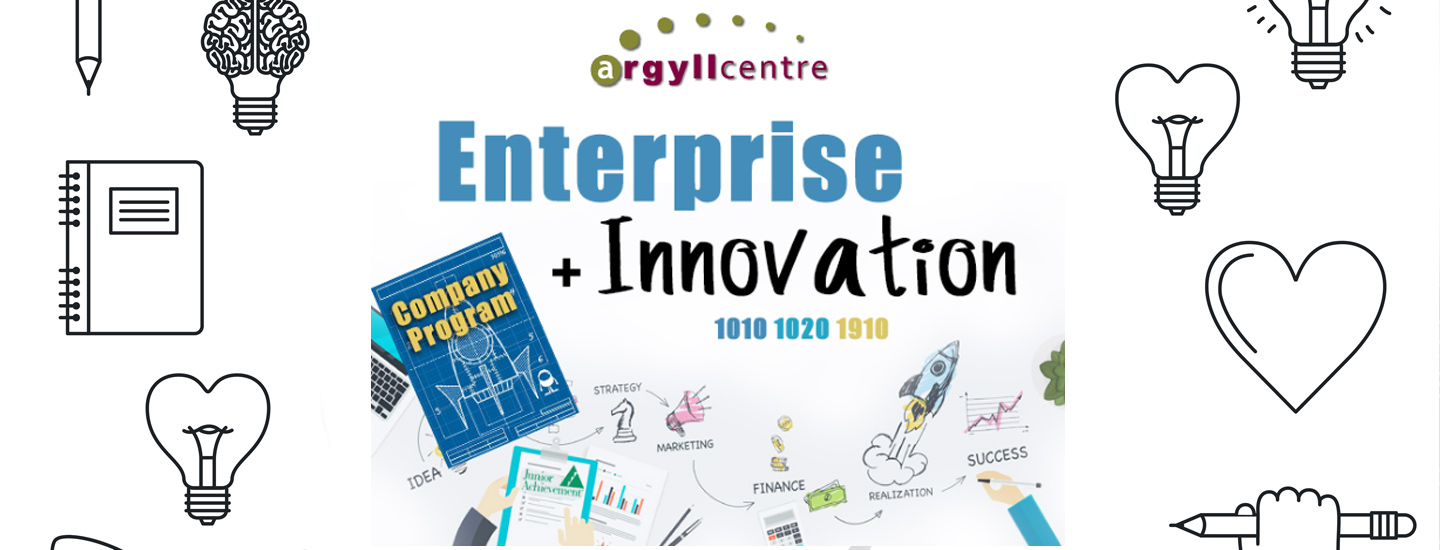 argyllcentre
Enterprise
+ Innovation
1010 1020 1910
Company
Program
STRATEGY
MARKETING
IDEA
FINANCE
REALIZATION
SUCCESS
Junior
Achievement